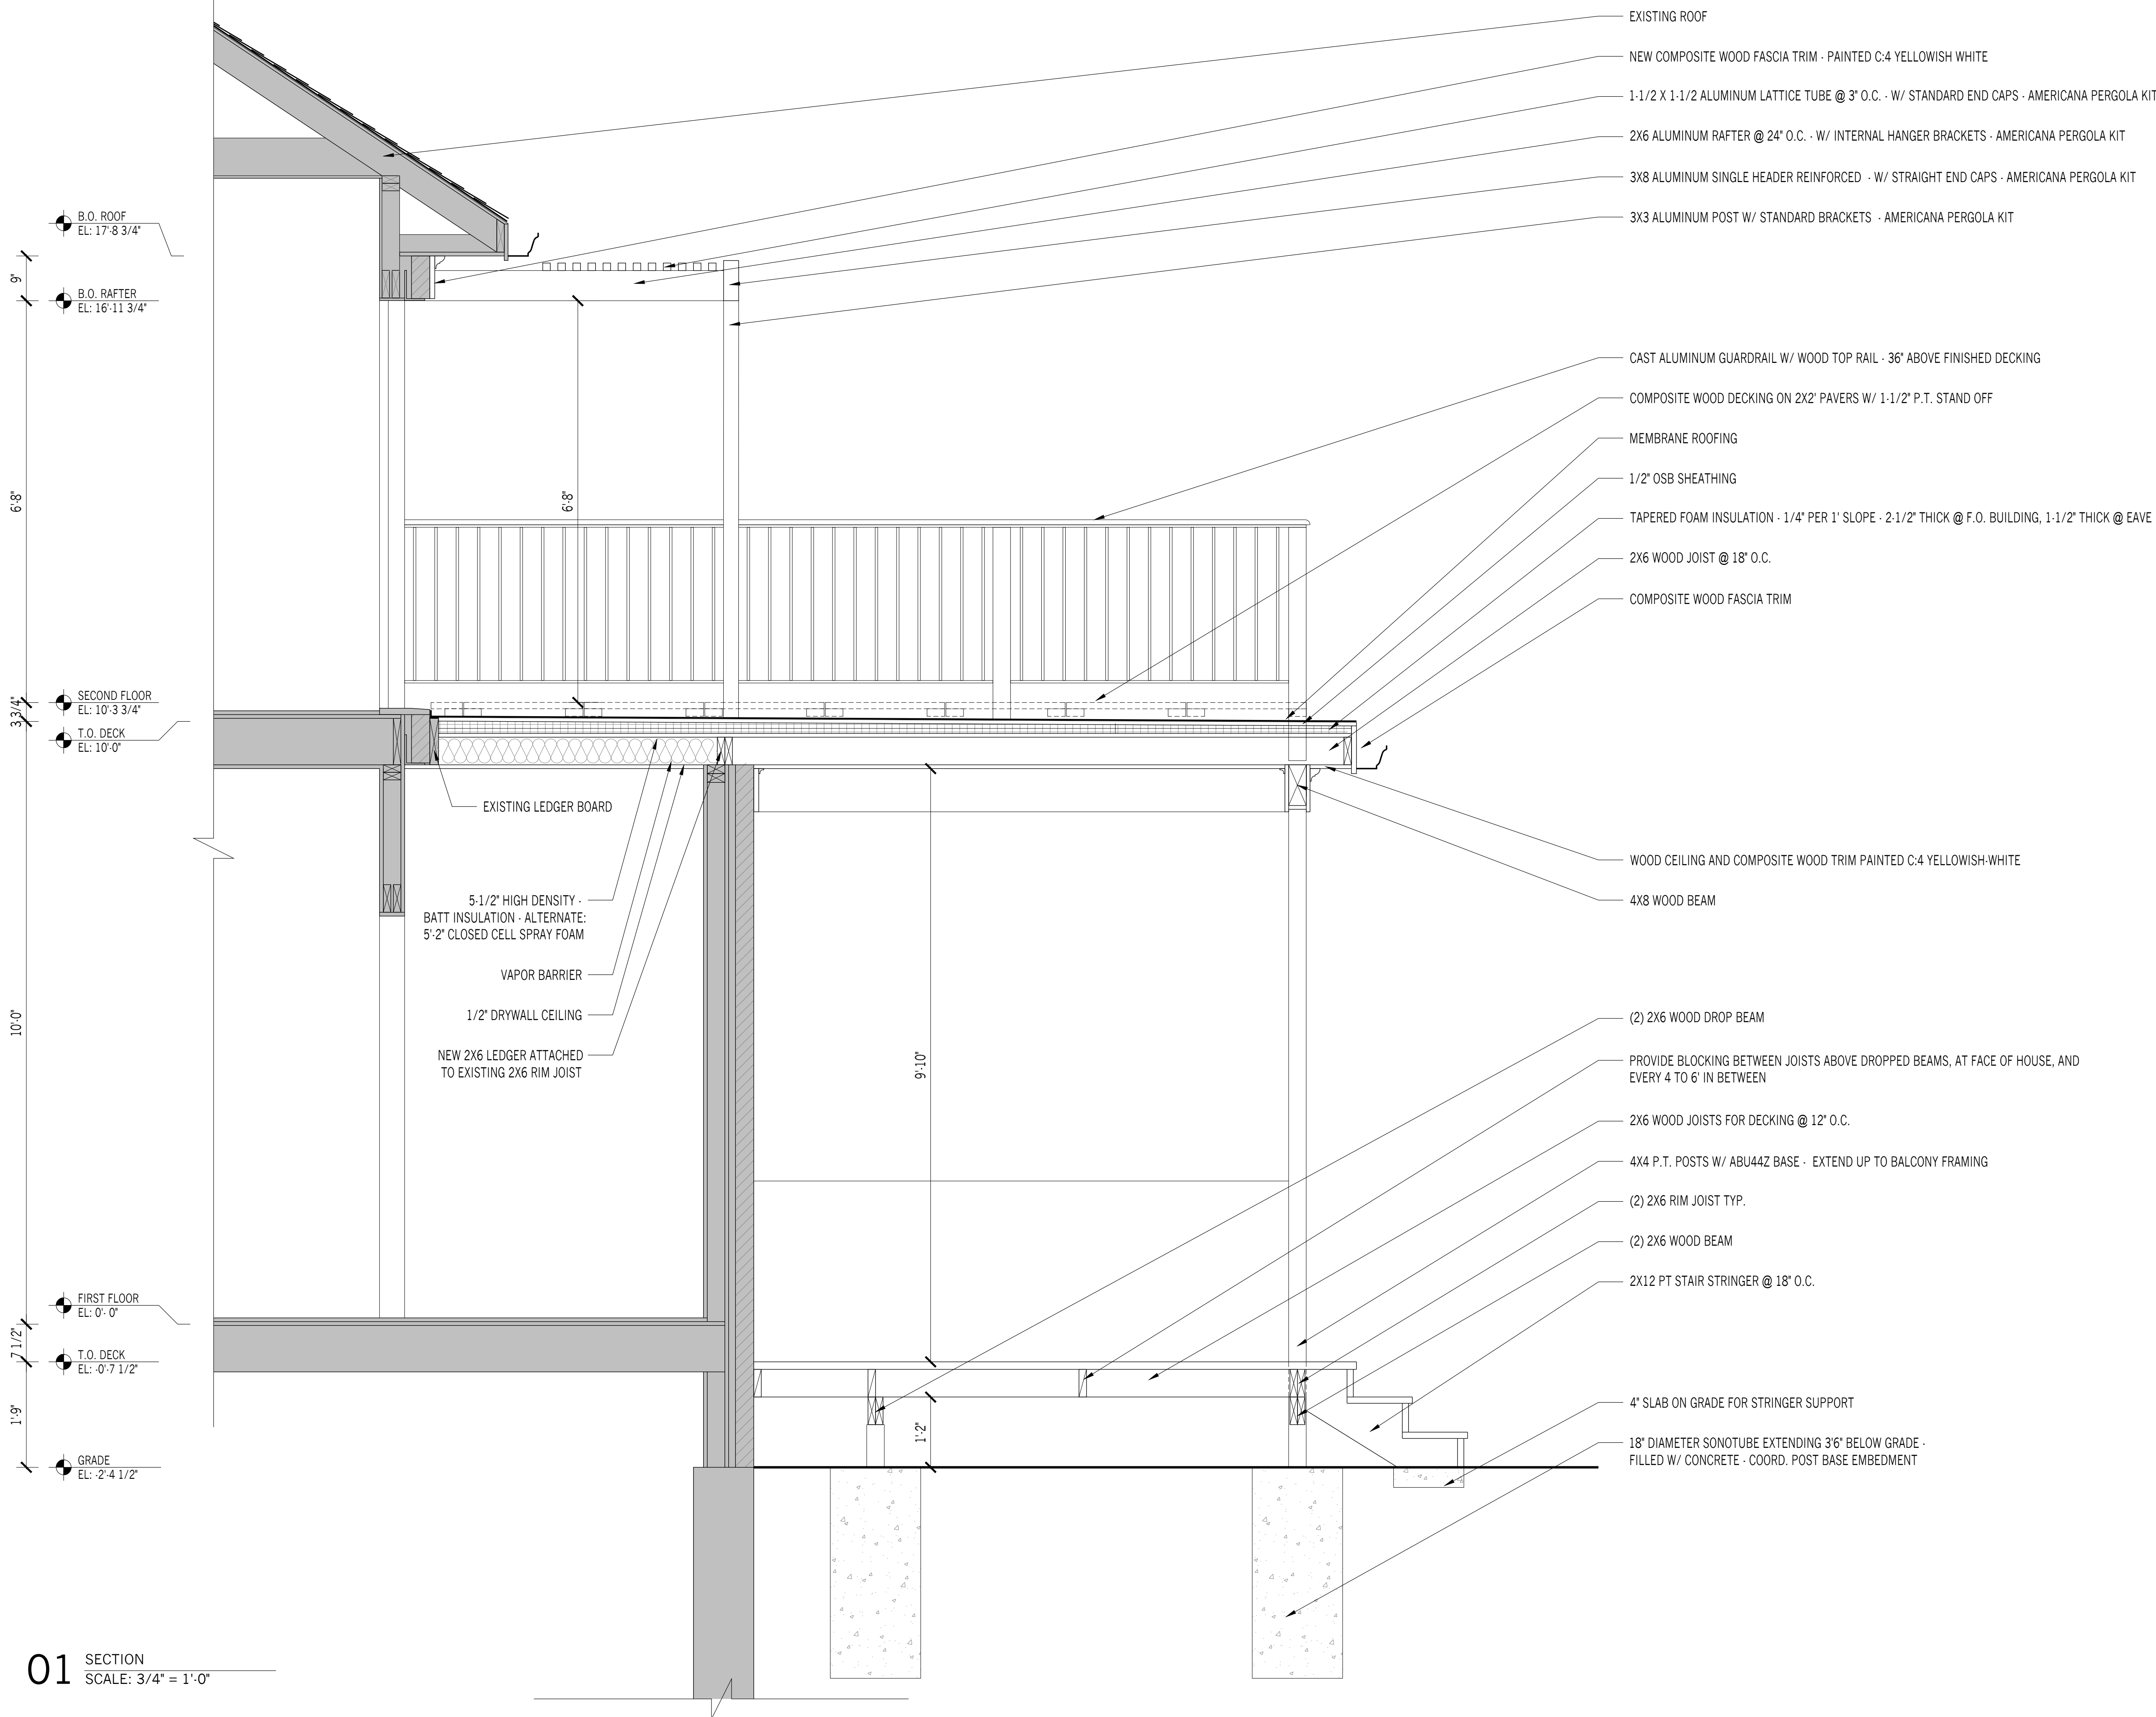 EXISTING ROOF
NEW COMPOSITE WOOD FASCIA TRIM - PAINTED C:4 YELLOWISH WHITE
1-1/2 X 1-1/2 ALUMINUM LATTICE TUBE @ 3" O.C. - W/ STANDARD END CAPS - AMERICANA PERGOLA KIT
2X6 ALUMINUM RAFTER @ 24" O.C. - W/ INTERNAL HANGER BRACKETS - AMERICANA PERGOLA KIT
3X8 ALUMINUM SINGLE HEADER REINFORCED - W/ STRAIGHT END CAPS - AMERICANA PERGOLA KIT
3X3 ALUMINUM POST W/ STANDARD BRACKETS - AMERICANA PERGOLA KIT
B.O. ROOF
EL: 17'-8 3/4"
9"
B.O. RAFTER
EL: 16'-11 3/4"
CAST ALUMINUM GUARDRAIL W/ WOOD TOP RAIL - 36" ABOVE FINISHED DECKING
COMPOSITE WOOD DECKING ON 2X2' PAVERS W/ 1-1/2" P.T. STAND OFF
MEMBRANE ROOFING
1/2" OSB SHEATHING
TAPERED FOAM INSULATION - 1/4" PER 1' SLOPE - 2-1/2" THICK @ F.O. BUILDING, 1-1/2" THICK @ EAVE
2X6 WOOD JOIST @ 18" O.C.
COMPOSITE WOOD FASCIA TRIM
6'-8"
6'-8"
SECOND FLOOR
EL: 10'-3 3/4"
3 3/4"
T.O. DECK
EL: 10'-0"
EXISTING LEDGER BOARD
5-1/2" HIGH DENSITY -
BATT INSULATION - ALTERNATE:
5'-2" CLOSED CELL SPRAY FOAM
VAPOR BARRIER
1/2" DRYWALL CEILING
NEW 2X6 LEDGER ATTACHED
TO EXISTING 2X6 RIM JOIST
WOOD CEILING AND COMPOSITE WOOD TRIM PAINTED C:4 YELLOWISH-WHITE
4X8 WOOD BEAM
10'-0"
9'-10"
(2) 2X6 WOOD DROP BEAM
PROVIDE BLOCKING BETWEEN JOISTS ABOVE DROPPED BEAMS, AT FACE OF HOUSE, AND
EVERY 4 TO 6' IN BETWEEN
2X6 WOOD JOISTS FOR DECKING @ 12" O.C.
4X4 P.T. POSTS W/ ABU44Z BASE - EXTEND UP TO BALCONY FRAMING
(2) 2X6 RIM JOIST TYP.
(2) 2X6 WOOD BEAM
2X12 PT STAIR STRINGER @ 18" O.C.
FIRST FLOOR
EL: 0'- 0"
7 1/2"
T.O. DECK
EL: -0'-7 1/2"
1'-9"
1'-2"
GRADE
EL: -2'-4 1/2"
4" SLAB ON GRADE FOR STRINGER SUPPORT
18" DIAMETER SONOTUBE EXTENDING 3'6" BELOW GRADE -
FILLED W/ CONCRETE - COORD. POST BASE EMBEDMENT
01
SECTION
SCALE: 3/4" = 1'-0"